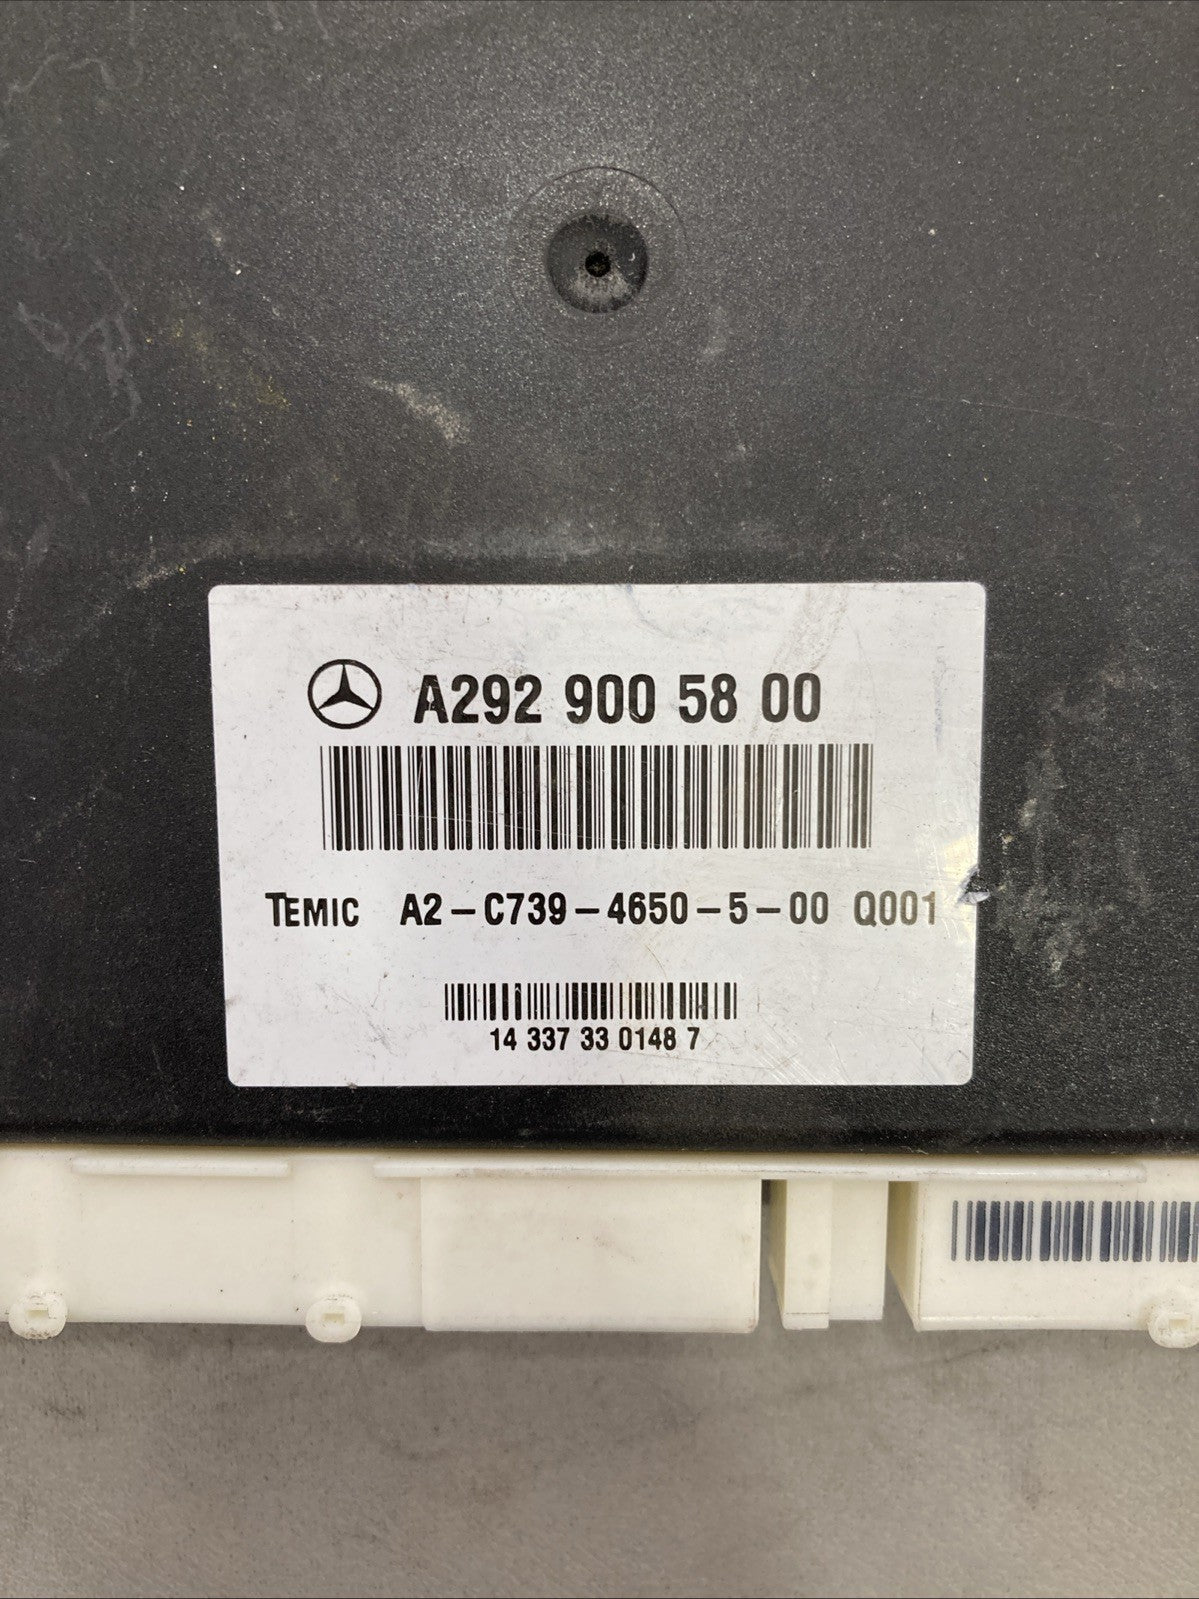 A292 900 58 00
TEMIC A2-C739-4650-5-00 Q001
14 337 33 0148 7